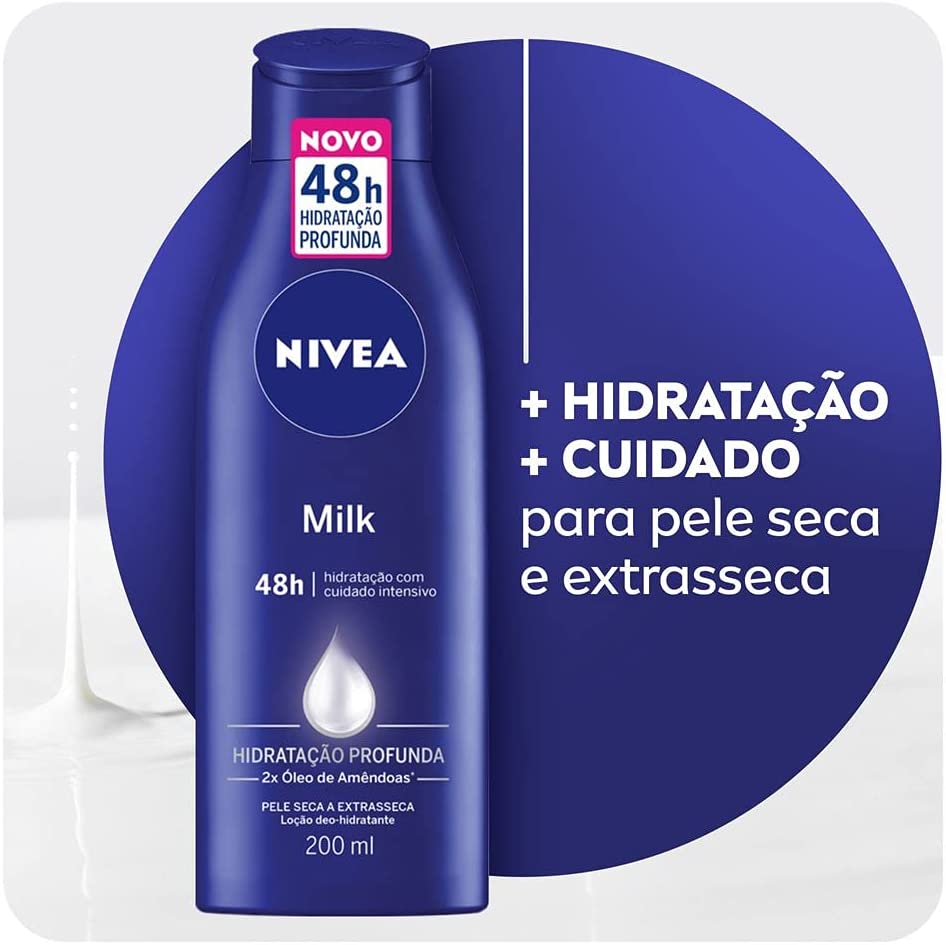 NOVO
48h
HIDRATAÇÃO
PROFUNDA
NIVEA
Milk
48h
hidratação com
cuidado intensivo
HIDRATAÇÃO PROFUNDA
2x Óleo de Amêndoas*
PELE SECA A EXTRASSECA
Loção deo-hidratante
200 ml
+ HIDRATAÇÃO
+ CUIDADO
para pele seca
e extrasseca